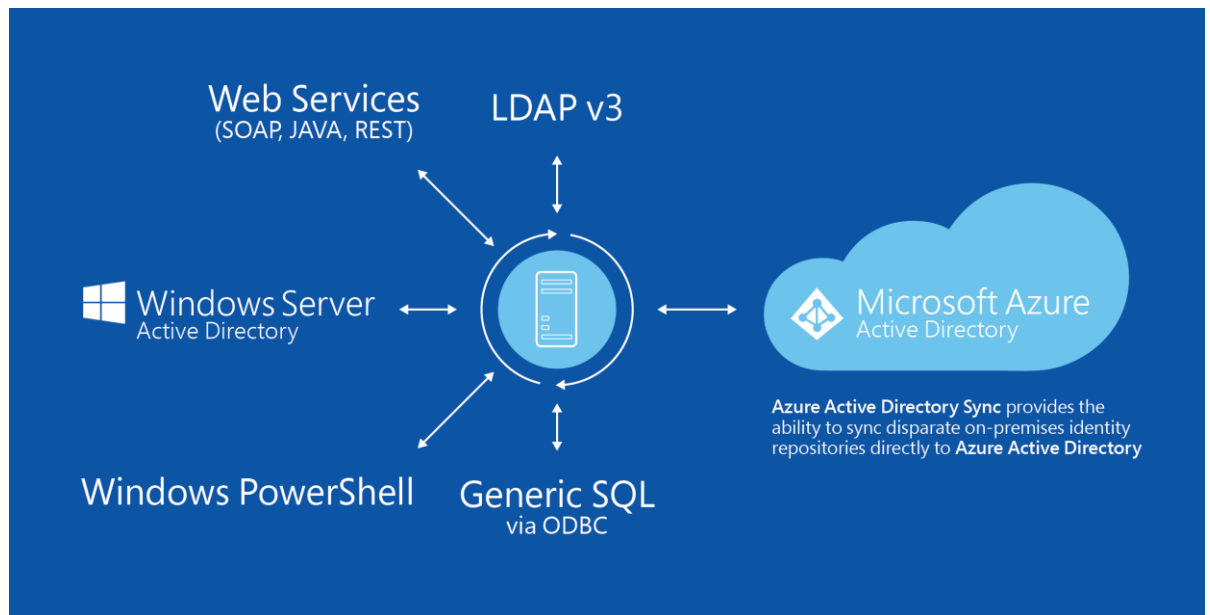 Web Services
(SOAP, JAVA, REST)
LDAP v3
Windows Server
Active Directory
Microsoft Azure
Active Directory
Azure Active Directory Sync provides the
ability to sync disparate on-premises identity
repositories directly to Azure Active Directory
Windows PowerShell
Generic SQL
via ODBC